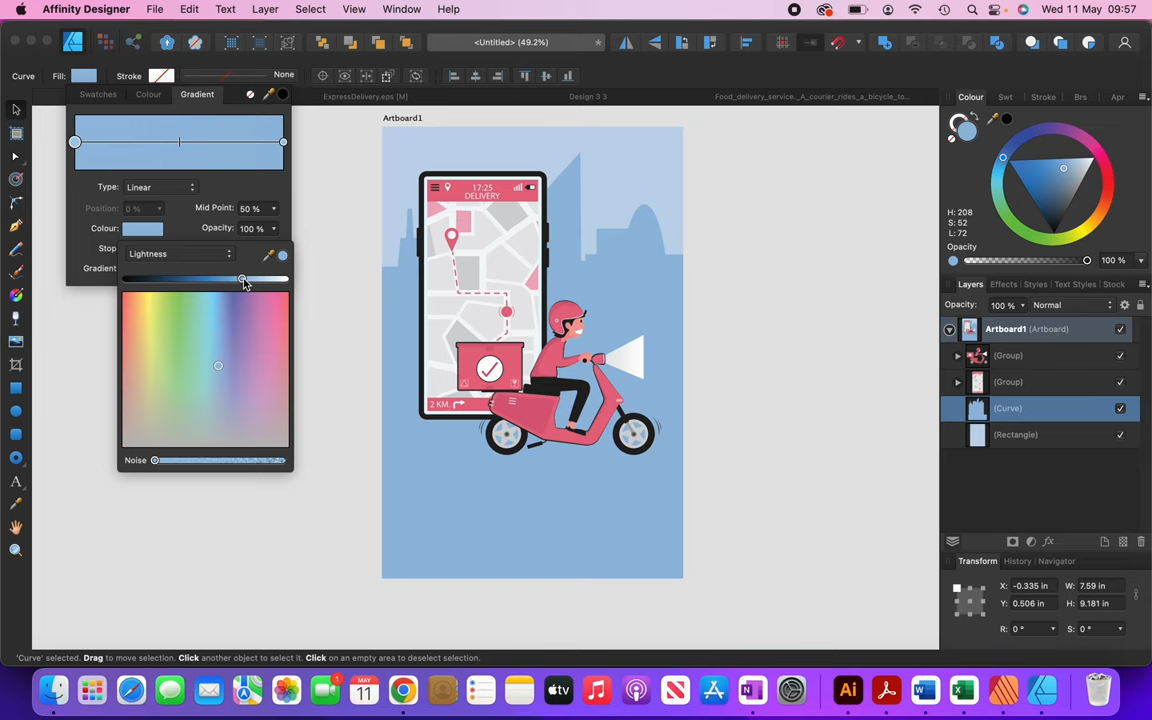 Affinity Designer File Edit Text Layer Select View Window Help Wed 11 May 09:57
<Untitled> (49.2%) *
Curve Fill: Stroke None
Swatches Colour Gradient ExpressDelivery.eps [M] Design 3 3 Food_delivery_service._A_courier_rides_a_bicycle_to... Colour Swt Stroke Brs Apr
Artboard1
17:25
DELIVERY
2 KM.
Type: Linear
Position: 0 % Mid Point: 50 %
Colour: Opacity: 100 %
Stop
Gradient
Lightness
Noise
H: 208
S: 52
L: 72
Opacity
100 %
Layers Effects Styles Text Styles Stock
Opacity: 100 % Normal
Artboard1 (Artboard)
(Group)
(Group)
(Curve)
(Rectangle)
Transform History Navigator
X: -0.335 in W: 7.59 in
Y: 0.506 in H: 9.181 in
R: 0 ° S: 0 °
'Curve' selected. Drag to move selection. Click another object to select it. Click on an empty area to deselect selection.
MAY
11
1
tv
Ai